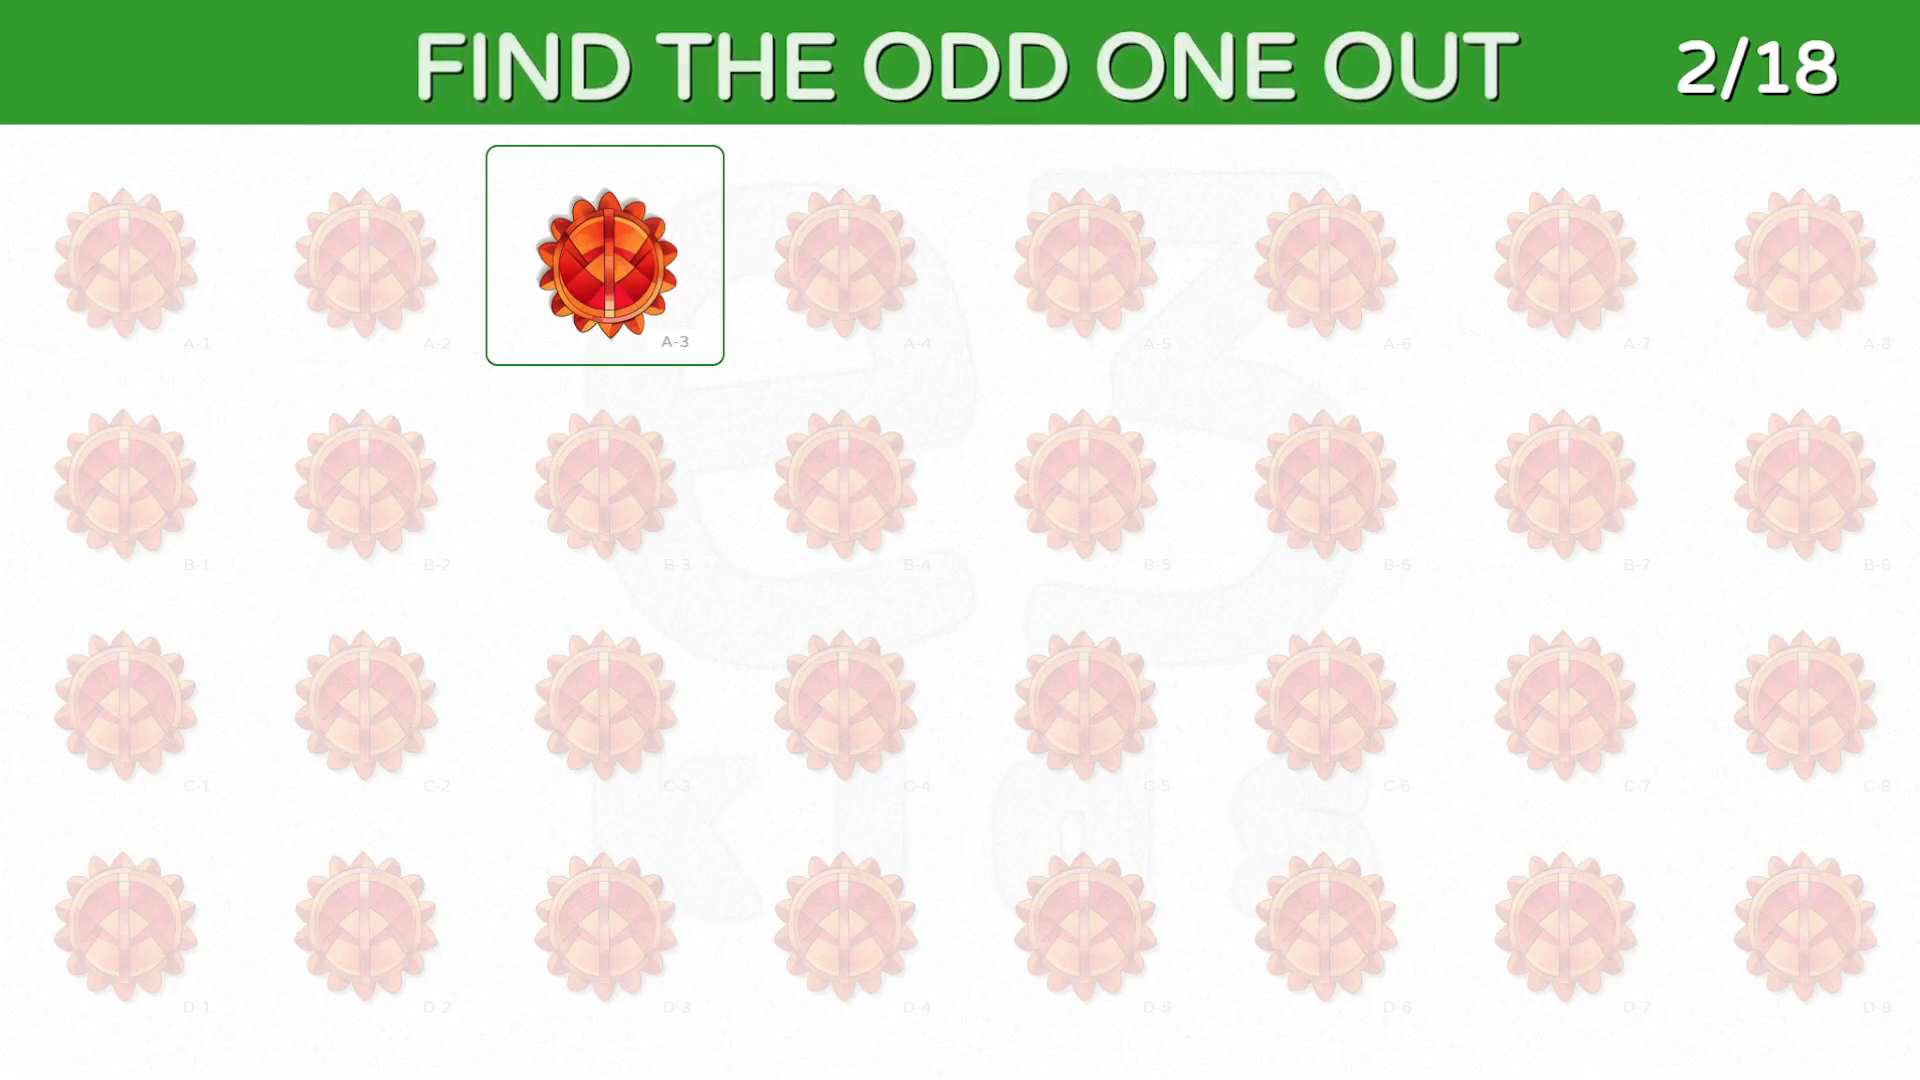 FIND THE ODD ONE OUT 2/18
A-1 A-2 A-3 A-4 A-5 A-6 A-7 A-8
B-1 B-2 B-3 B-4 B-5 B-6 B-7 B-8
C-1 C-2 C-3 C-4 C-5 C-6 C-7 C-8
D-1 D-2 D-3 D-4 D-5 D-6 D-7 D-8